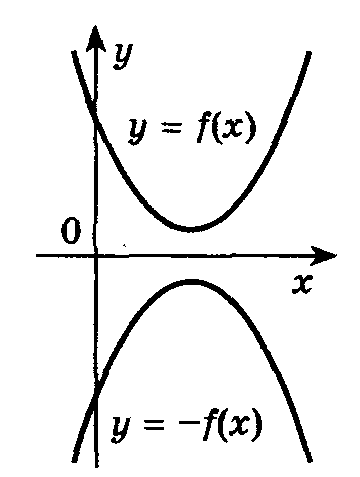 y
y = f(x)
0
x
y = −f(x)